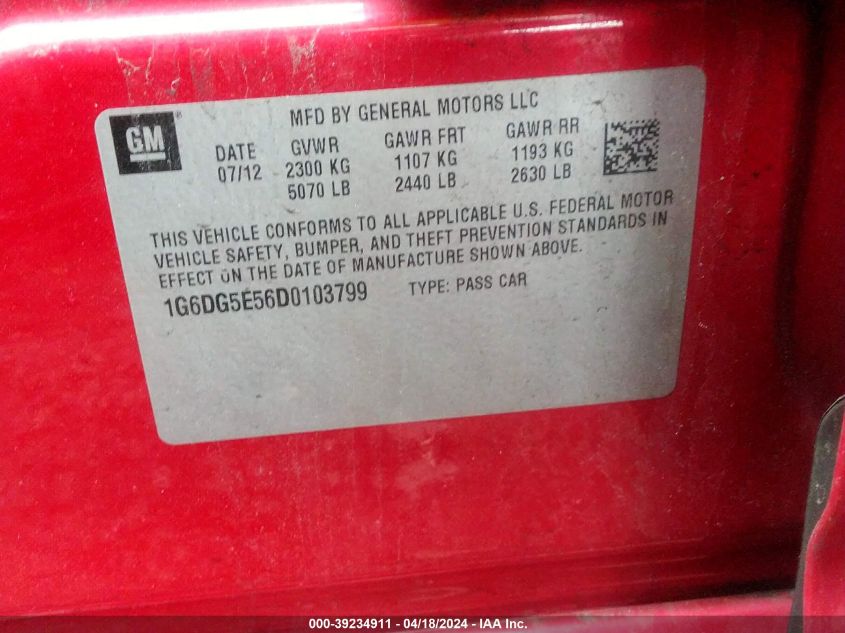 MFD BY GENERAL MOTORS LLC
GM®
DATE GVWR GAWR FRT GAWR RR
07/12 2300 KG 1107 KG 1193 KG
5070 LB 2440 LB 2630 LB
THIS VEHICLE CONFORMS TO ALL APPLICABLE U.S. FEDERAL MOTOR
VEHICLE SAFETY, BUMPER, AND THEFT PREVENTION STANDARDS IN
EFFECT ON THE DATE OF MANUFACTURE SHOWN ABOVE.
1G6DG5E56D0103799 TYPE: PASS CAR
000-39234911 - 04/18/2024 - IAA Inc.